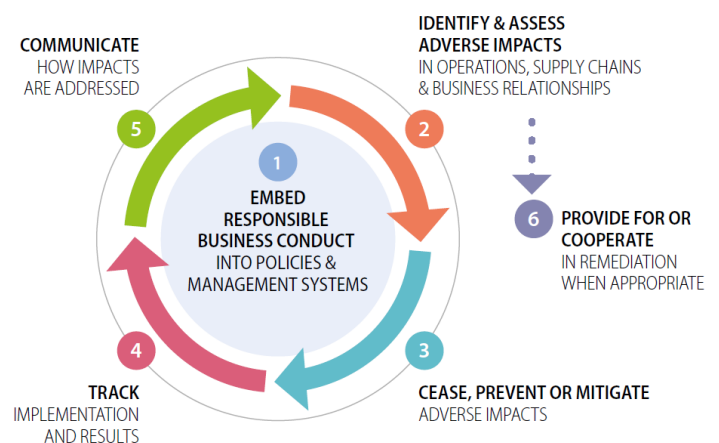 1
EMBED
RESPONSIBLE
BUSINESS CONDUCT
INTO POLICIES &
MANAGEMENT SYSTEMS
2
IDENTIFY & ASSESS
ADVERSE IMPACTS
IN OPERATIONS, SUPPLY CHAINS
& BUSINESS RELATIONSHIPS
3
CEASE, PREVENT OR MITIGATE
ADVERSE IMPACTS
4
TRACK
IMPLEMENTATION
AND RESULTS
5
COMMUNICATE
HOW IMPACTS
ARE ADDRESSED
6
PROVIDE FOR OR
COOPERATE
IN REMEDIATION
WHEN APPROPRIATE